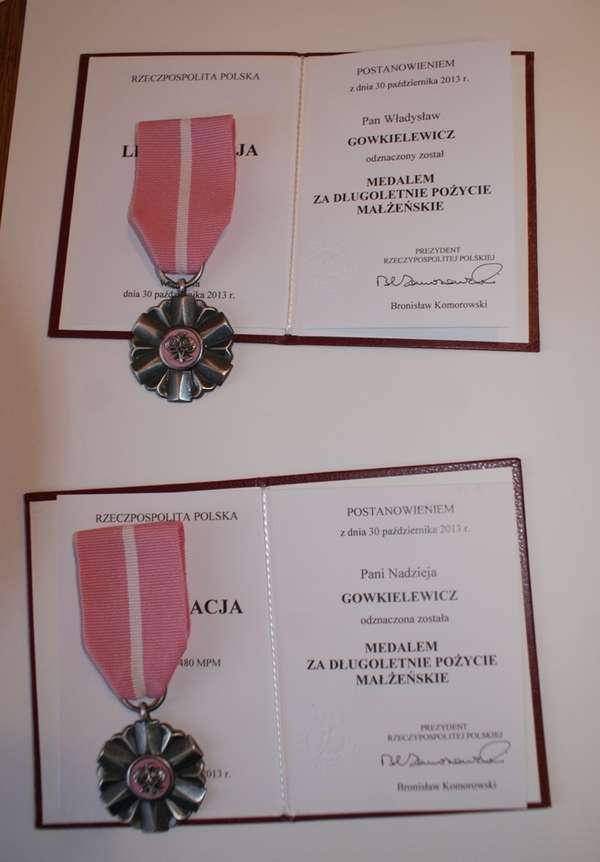 RZECZPOSPOLITA POLSKA
dnia 30 października 2013 r.
POSTANOWIENIEM
z dnia 30 października 2013 r.
Pan Władysław
GOWKIELEWICZ
odznaczony został
MEDALEM
ZA DŁUGOLETNIE POŻYCIE
MAŁŻEŃSKIE
PREZYDENT
RZECZYPOSPOLITEJ POLSKIEJ
Bronisław Komorowski
RZECZPOSPOLITA POLSKA
ACJA
480 MPM
2013 r.
POSTANOWIENIEM
z dnia 30 października 2013 r.
Pani Nadzieja
GOWKIELEWICZ
odznaczona została
MEDALEM
ZA DŁUGOLETNIE POŻYCIE
MAŁŻEŃSKIE
PREZYDENT
RZECZYPOSPOLITEJ POLSKIEJ
Bronisław Komorowski